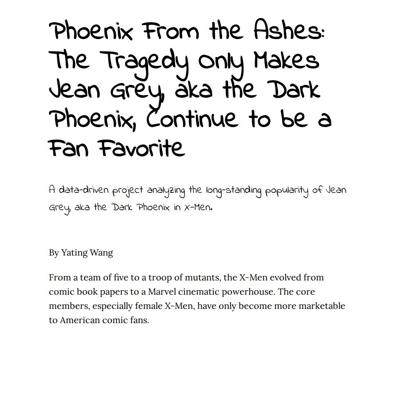 Phoenix From the Ashes:
The Tragedy Only Makes
Jean Grey, aka the Dark
Phoenix, Continue to be a
Fan Favorite
A data-driven project analyzing the long-standing popularity of Jean
Grey, aka the Dark Phoenix in X-Men.
By Yating Wang
From a team of five to a troop of mutants, the X-Men evolved from
comic book papers to a Marvel cinematic powerhouse. The core
members, especially female X-Men, have only become more marketable
to American comic fans.